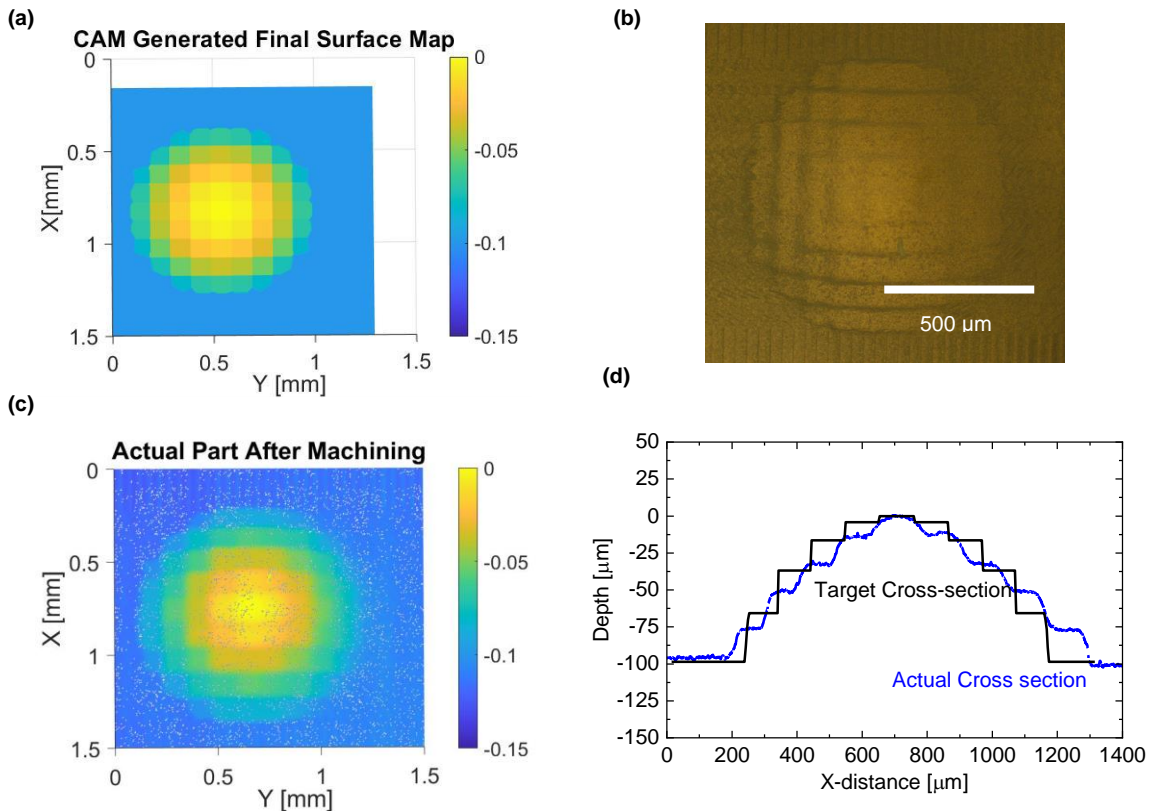 (a)
CAM Generated Final Surface Map
0
0.5
1
1.5
X[mm]
0
0.5
1
1.5
Y [mm]
0
-0.05
-0.1
-0.15
(b)
500 µm
(c)
Actual Part After Machining
0
0.5
1
1.5
X [mm]
0
0.5
1
1.5
Y [mm]
0
-0.05
-0.1
-0.15
(d)
50
25
0
-25
-50
-75
-100
-125
-150
Depth [µm]
Target Cross-section
Actual Cross section
0 200 400 600 800 1000 1200 1400
X-distance [µm]